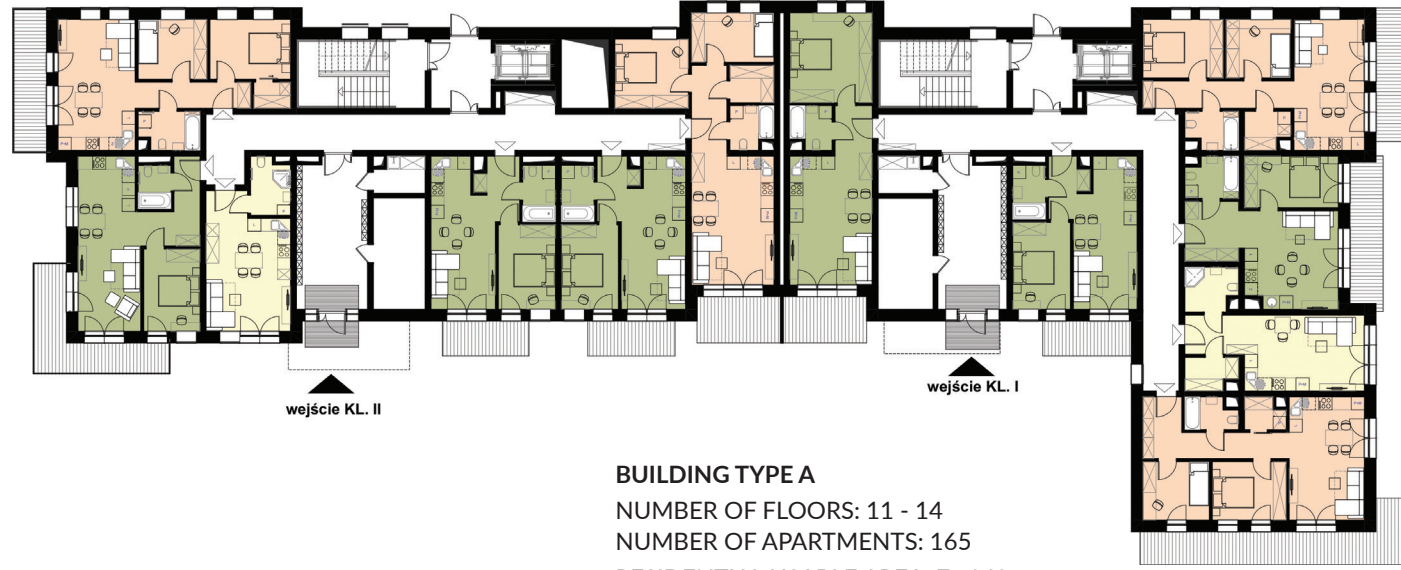 wejście KL. II
wejście KL. I
BUILDING TYPE A
NUMBER OF FLOORS: 11 - 14
NUMBER OF APARTMENTS: 165